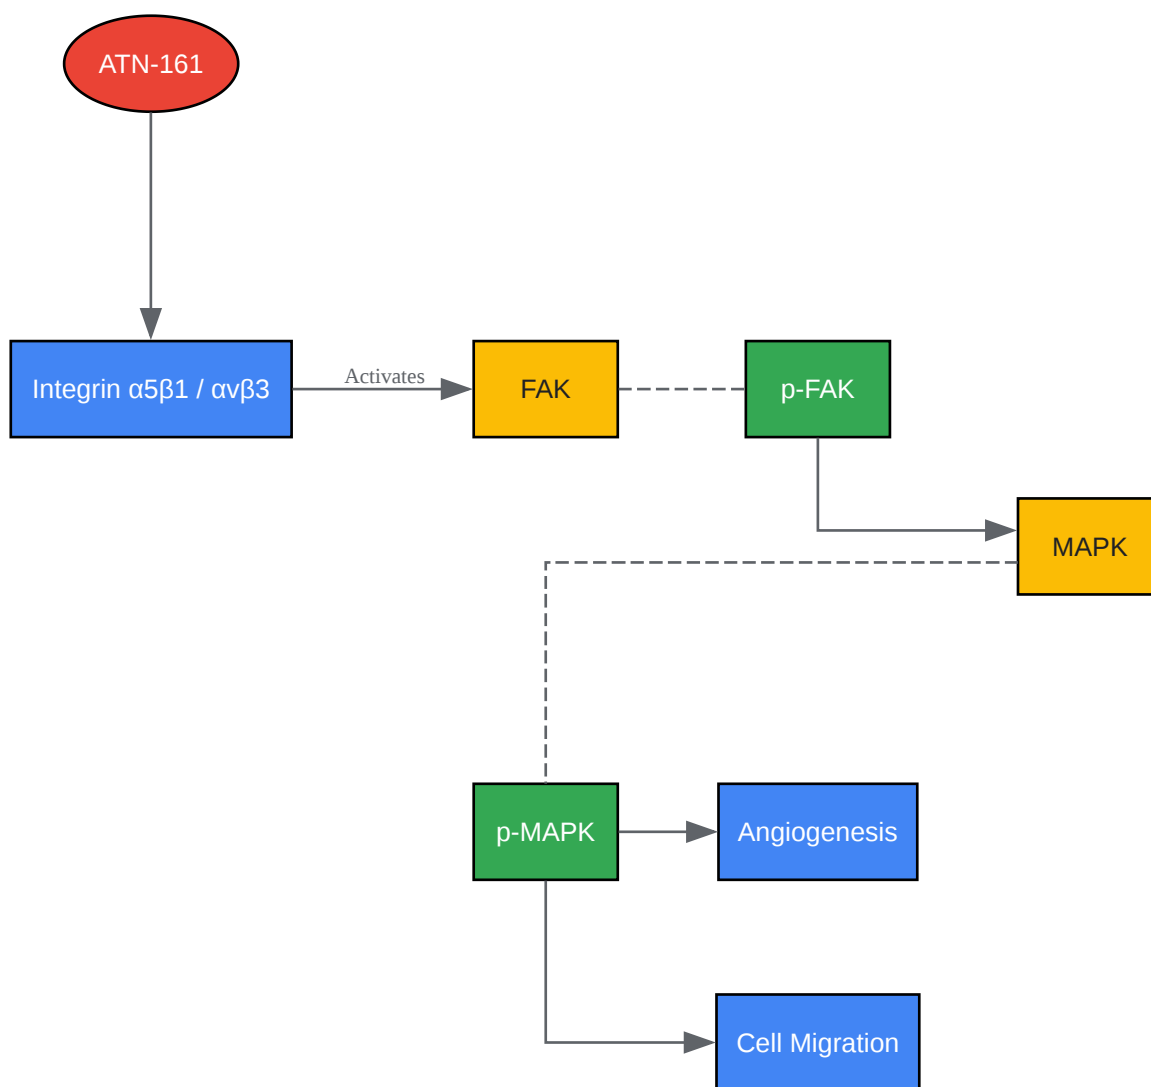 ATN-161
Integrin α5β1 / αvβ3
Activates
FAK
p-FAK
MAPK
p-MAPK
Angiogenesis
Cell Migration